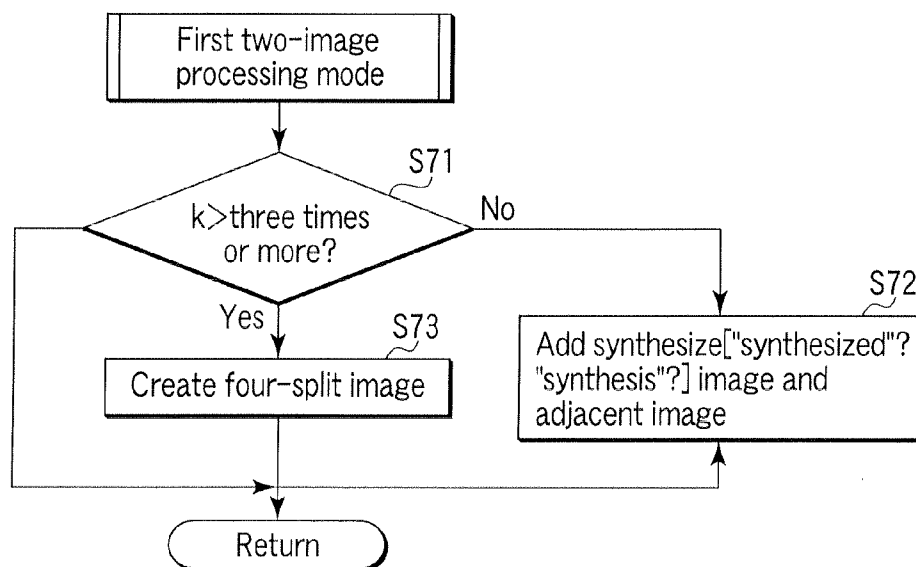 First two-image
processing mode
S71
k>three times
or more?
No
Yes
S72
S73
Add synthesize["synthesized"?
"synthesis"?] image and
adjacent image
Create four-split image
Return